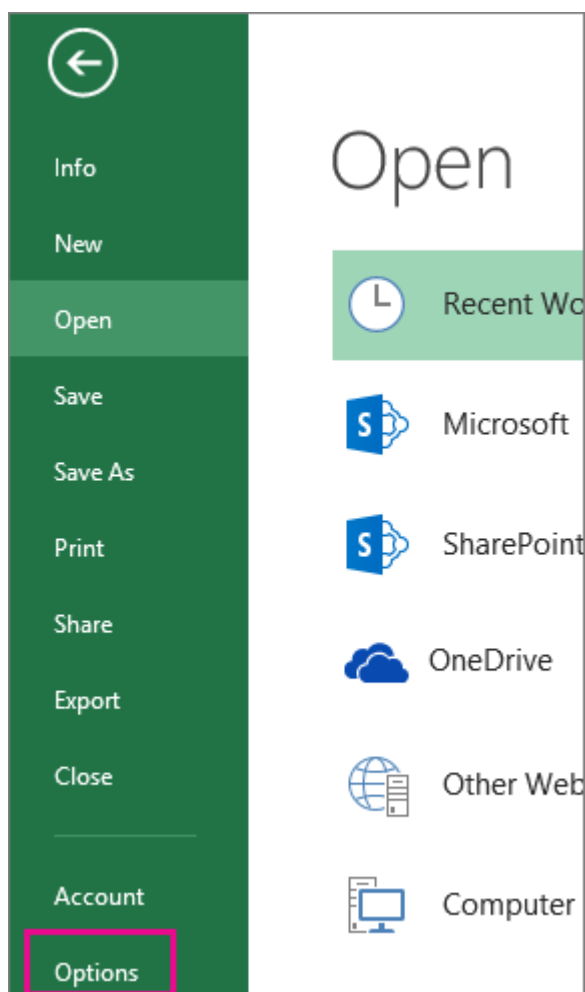 Info
New
Open
Save
Save As
Print
Share
Export
Close
Account
Options
Open
Recent
Microsoft
SharePoint
OneDrive
Other Web
Computer